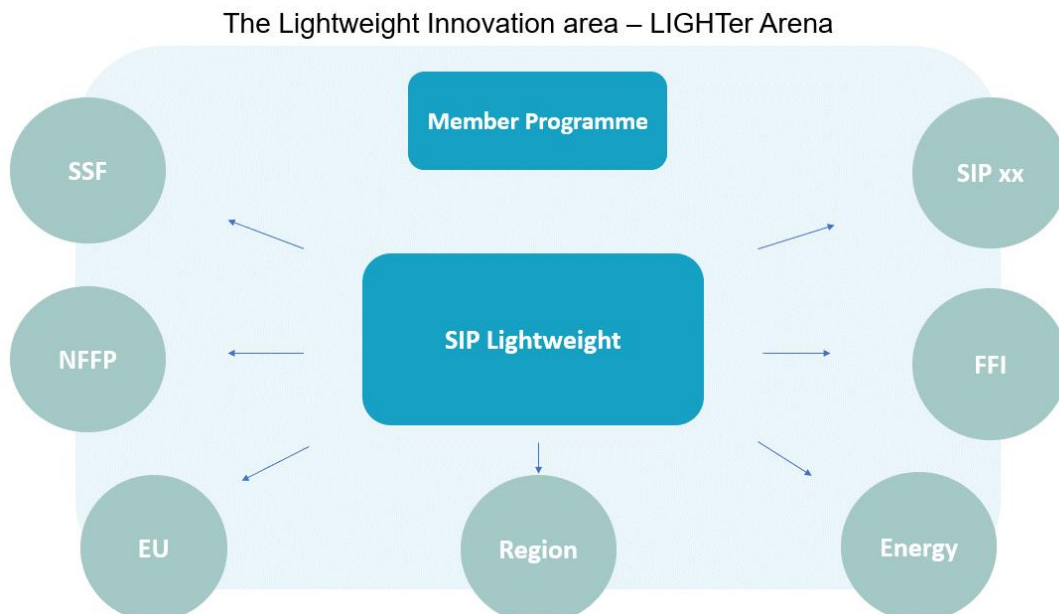 The Lightweight Innovation area – LIGHTer Arena
Member Programme
SSF
SIP xx
SIP Lightweight
NFFP
FFI
EU
Region
Energy